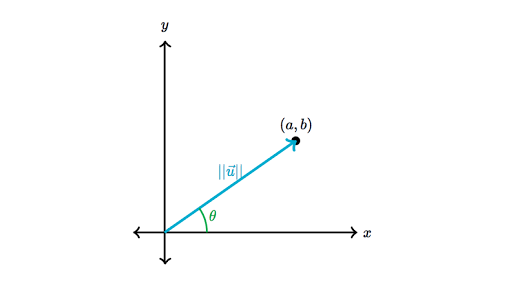 y
(a, b)
||u⃗||
θ
x